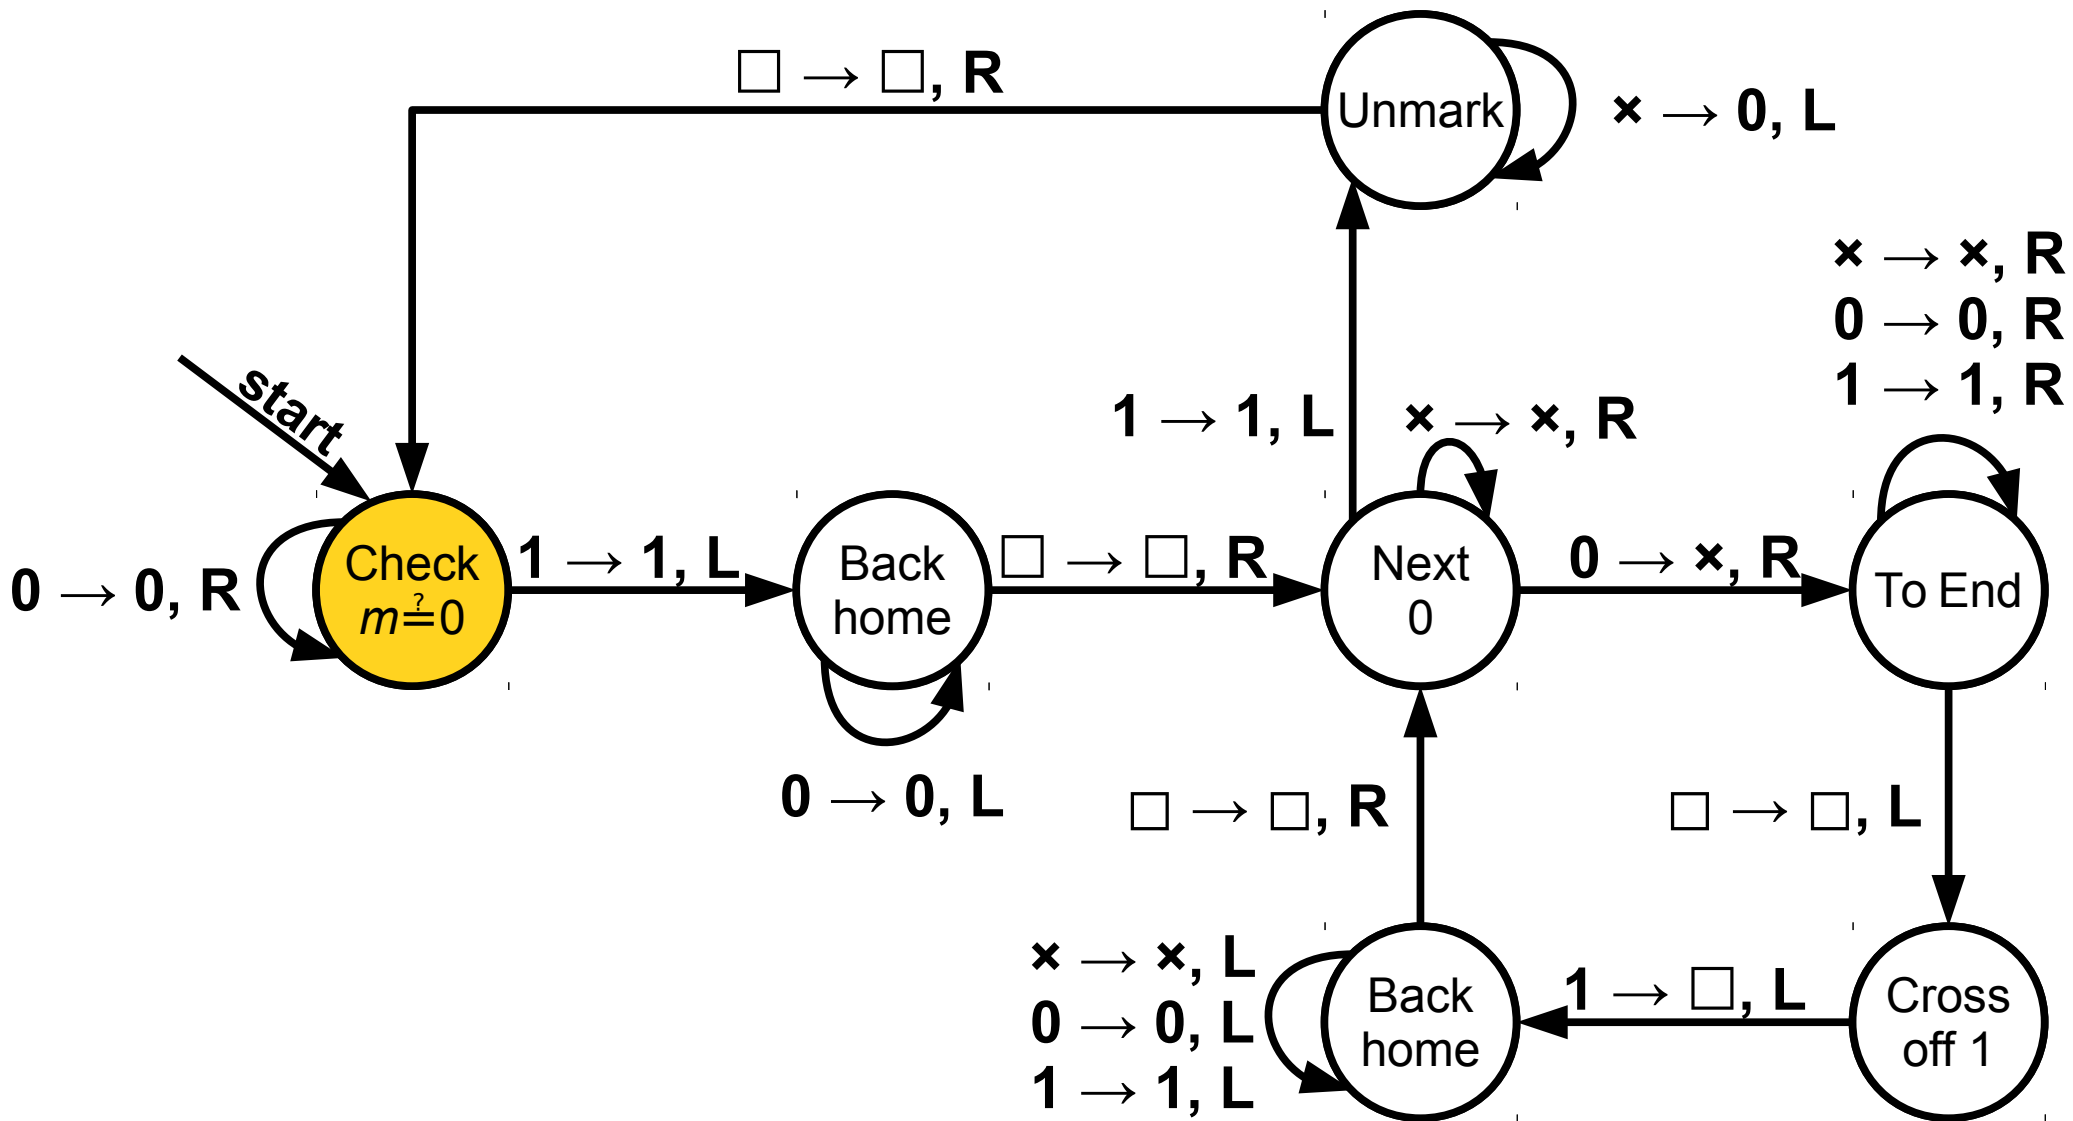 □ → □, R
Unmark
× → 0, L
× → ×, R
0 → 0, R
1 → 1, R
start
1 → 1, L
× → ×, R
0 → 0, R
Check
m≟0
1 → 1, L
Back
home
□ → □, R
Next
0
0 → ×, R
To End
0 → 0, L
□ → □, R
□ → □, L
× → ×, L
0 → 0, L
1 → 1, L
Back
home
1 → □, L
Cross
off 1